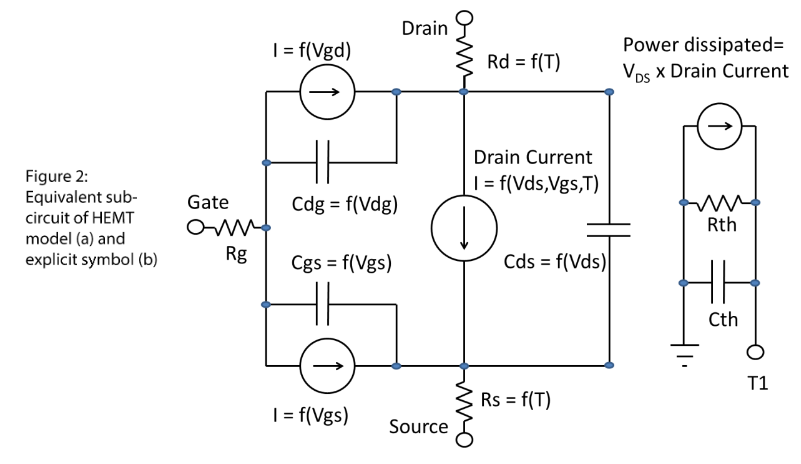 Drain
I = f(Vgd)
Rd = f(T)
Power dissipated=
VDS x Drain Current
Figure 2:
Equivalent sub-
circuit of HEMT
model (a) and
explicit symbol (b)
Drain Current
I = f(Vds,Vgs,T)
Gate
Cdg = f(Vdg)
Rg
Rth
Cgs = f(Vgs)
Cds = f(Vds)
Cth
T1
I = f(Vgs)
Rs = f(T)
Source